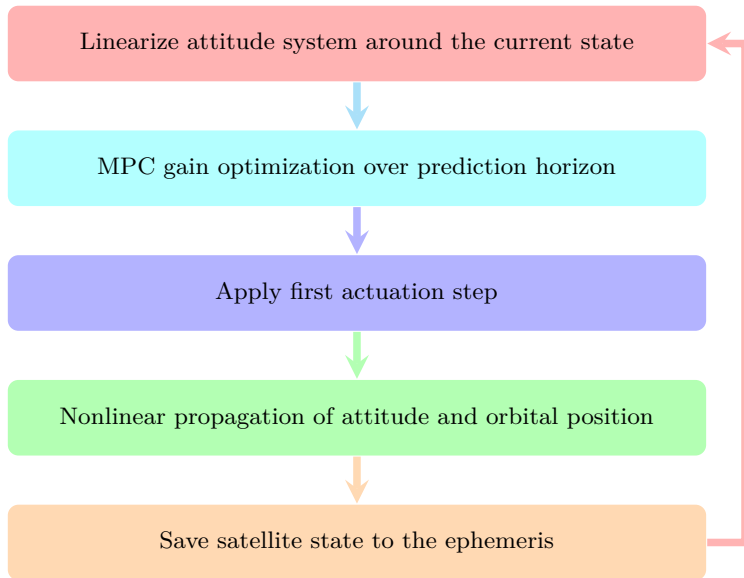 Linearize attitude system around the current state
MPC gain optimization over prediction horizon
Apply first actuation step
Nonlinear propagation of attitude and orbital position
Save satellite state to the ephemeris